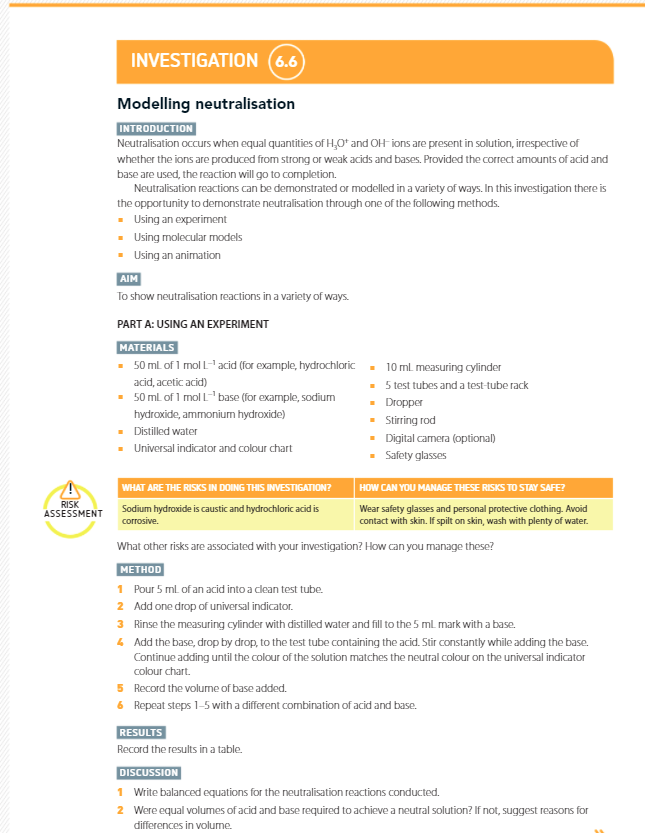 INVESTIGATION 6.6
Modelling neutralisation
INTRODUCTION
Neutralisation occurs when equal quantities of H₃O⁺ and OH⁻ ions are present in solution, irrespective of
whether the ions are produced from strong or weak acids and bases. Provided the correct amounts of acid and
base are used, the reaction will go to completion.
Neutralisation reactions can be demonstrated or modelled in a variety of ways. In this investigation there is
the opportunity to demonstrate neutralisation through one of the following methods.
▪ Using an experiment
▪ Using molecular models
▪ Using an animation
AIM
To show neutralisation reactions in a variety of ways.
PART A: USING AN EXPERIMENT
MATERIALS
▪ 50 mL of 1 mol L⁻¹ acid (for example, hydrochloric
acid, acetic acid)
▪ 50 mL of 1 mol L⁻¹ base (for example, sodium
hydroxide, ammonium hydroxide)
▪ Distilled water
▪ Universal indicator and colour chart
▪ 10 mL measuring cylinder
▪ 5 test tubes and a test-tube rack
▪ Dropper
▪ Stirring rod
▪ Digital camera (optional)
▪ Safety glasses
!
RISK
ASSESSMENT
WHAT ARE THE RISKS IN DOING THIS INVESTIGATION?
HOW CAN YOU MANAGE THESE RISKS TO STAY SAFE?
Sodium hydroxide is caustic and hydrochloric acid is
corrosive.
Wear safety glasses and personal protective clothing. Avoid
contact with skin. If spilt on skin, wash with plenty of water.
What other risks are associated with your investigation? How can you manage these?
METHOD
1 Pour 5 mL of an acid into a clean test tube.
2 Add one drop of universal indicator.
3 Rinse the measuring cylinder with distilled water and fill to the 5 mL mark with a base.
4 Add the base, drop by drop, to the test tube containing the acid. Stir constantly while adding the base.
Continue adding until the colour of the solution matches the neutral colour on the universal indicator
colour chart.
5 Record the volume of base added.
6 Repeat steps 1–5 with a different combination of acid and base.
RESULTS
Record the results in a table.
DISCUSSION
1 Write balanced equations for the neutralisation reactions conducted.
2 Were equal volumes of acid and base required to achieve a neutral solution? If not, suggest reasons for
differences in volume.